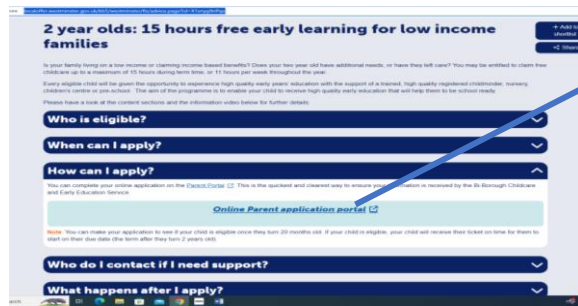 2 year olds: 15 hours free early learning for low income
families
+ Add to
shortlist
Share
Is your family living on a low income or claiming income based benefits? Does your two year old have additional needs, or have they left care? You may be entitled to claim free
childcare up to a maximum of 15 hours during term time, or 11 hours per week throughout the year.
Every eligible child will be given the opportunity to experience high quality early years' education with the support of a trained, high quality registered childminder, nursery,
children's centre or pre-school. The aim of the programme is to enable your child to receive high quality early education that will help them to be school ready.
Please have a look at the content sections and the information video below for further details.
Who is eligible?
When can I apply?
How can I apply?
You can complete your online application on the Parent Portal. This is the quickest and clearest way to ensure your information is received by the Bi-Borough Childcare
and Early Education Service.
Online Parent application portal
Note: You can make your application to see if your child is eligible once they turn 20 months old. If your child is eligible, your child will receive their ticket on time for them to
start on their due date (the term after they turn 2 years old).
Who do I contact if I need support?
What happens after I apply?